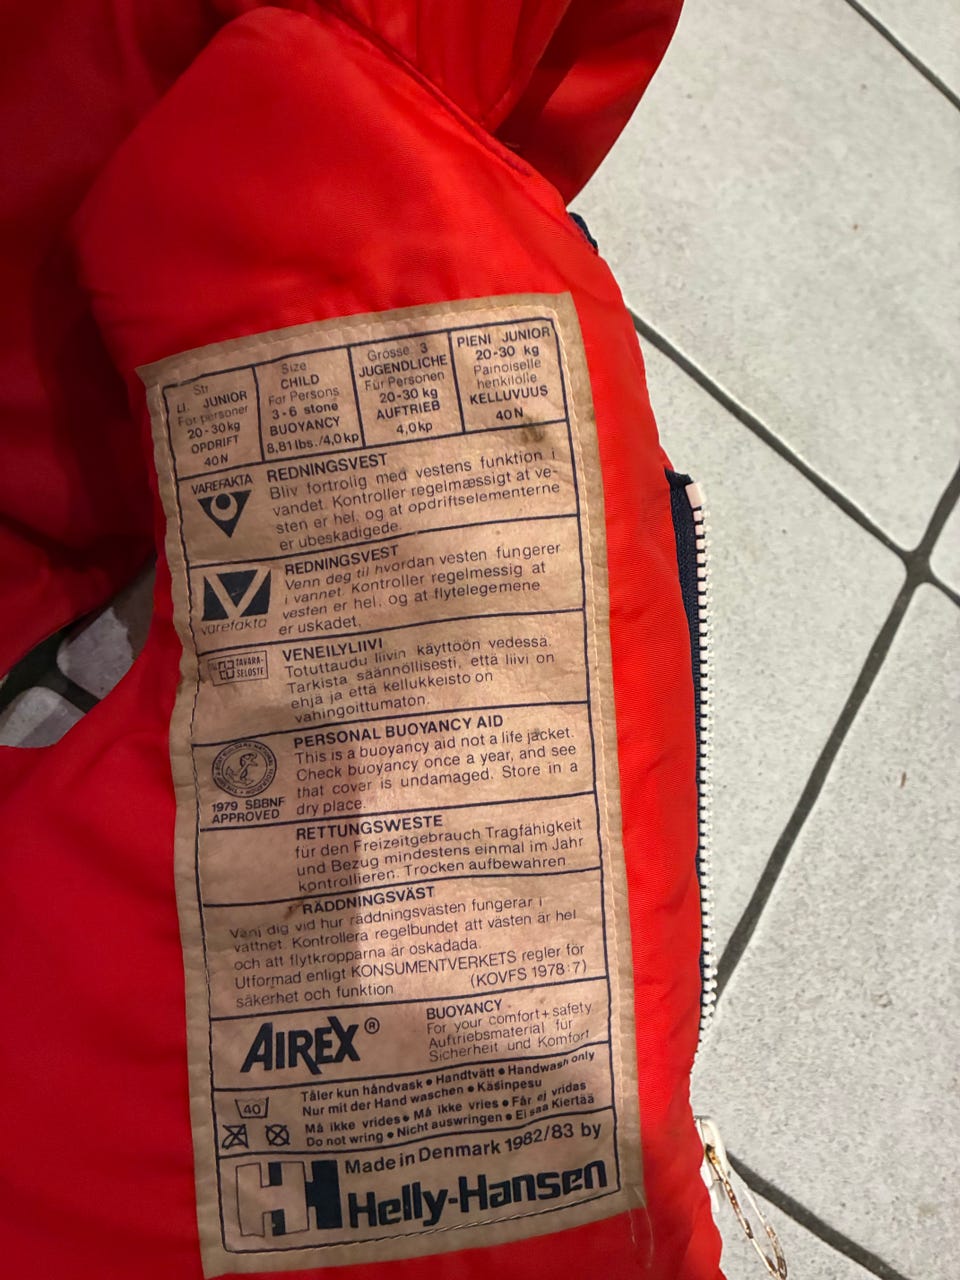 Str
LI. JUNIOR
For personer
20-30 kg
OPDRIFT
40 N
Size
CHILD
For Persons
3-6 stone
BUOYANCY
8,81 lbs./4,0 kp
Grösse 3
JUGENDLICHE
Für Personen
20-30 kg
AUFTRIEB
4,0 kp
PIENI JUNIOR
20-30 kg
Painoiselle
henkilölle
KELLUVUUS
40 N
VAREFAKTA
REDNINGSVEST
Bliv fortrolig med vestens funktion i
vandet. Kontroller regelmæssigt at ve-
sten er hel, og at opdriftselementerne
er ubeskadigede.
varefakta
REDNINGSVEST
Venn deg til hvordan vesten fungerer
i vannet. Kontroller regelmessig at
vesten er hel, og at flytelegemene
er uskadet.
TAVARA-
SELOSTE
VENEILYLIIVI
Totuttaudu liivin käyttöön vedessa.
Tarkista säännöllisesti, että liivi on
ehjä ja että kellukkeisto on
vahingoittumaton.
1979 SBBNF
APPROVED
PERSONAL BUOYANCY AID
This is a buoyancy aid not a life jacket.
Check buoyancy once a year, and see
that cover is undamaged. Store in a
dry place.
RETTUNGSWESTE
für den Freizeitgebrauch Tragfähigkeit
und Bezug mindestens einmal im Jahr
kontrollieren. Trocken aufbewahren
RÄDDNINGSVÄST
Vänj dig vid hur räddningsvästen fungerar i
vattnet. Kontrollera regelbundet att västen är hel
och att flytkropparna är oskadada.
Utformad enligt KONSUMENTVERKETS regler för
säkerhet och funktion (KOVFS 1978:7)
AIREX®
BUOYANCY
For your comfort + safety
Auftriebsmaterial für
Sicherheit und Komfort
40
Tåler kun håndvask • Handtvätt • Handwash only
Nur mit der Hand waschen • Käsinpesu
Må ikke vrides • Må ikke vries • Får ej vridas
Do not wring • Nicht auswringen • Ei saa Kiertää
Made in Denmark 1982/83 by
Helly-Hansen